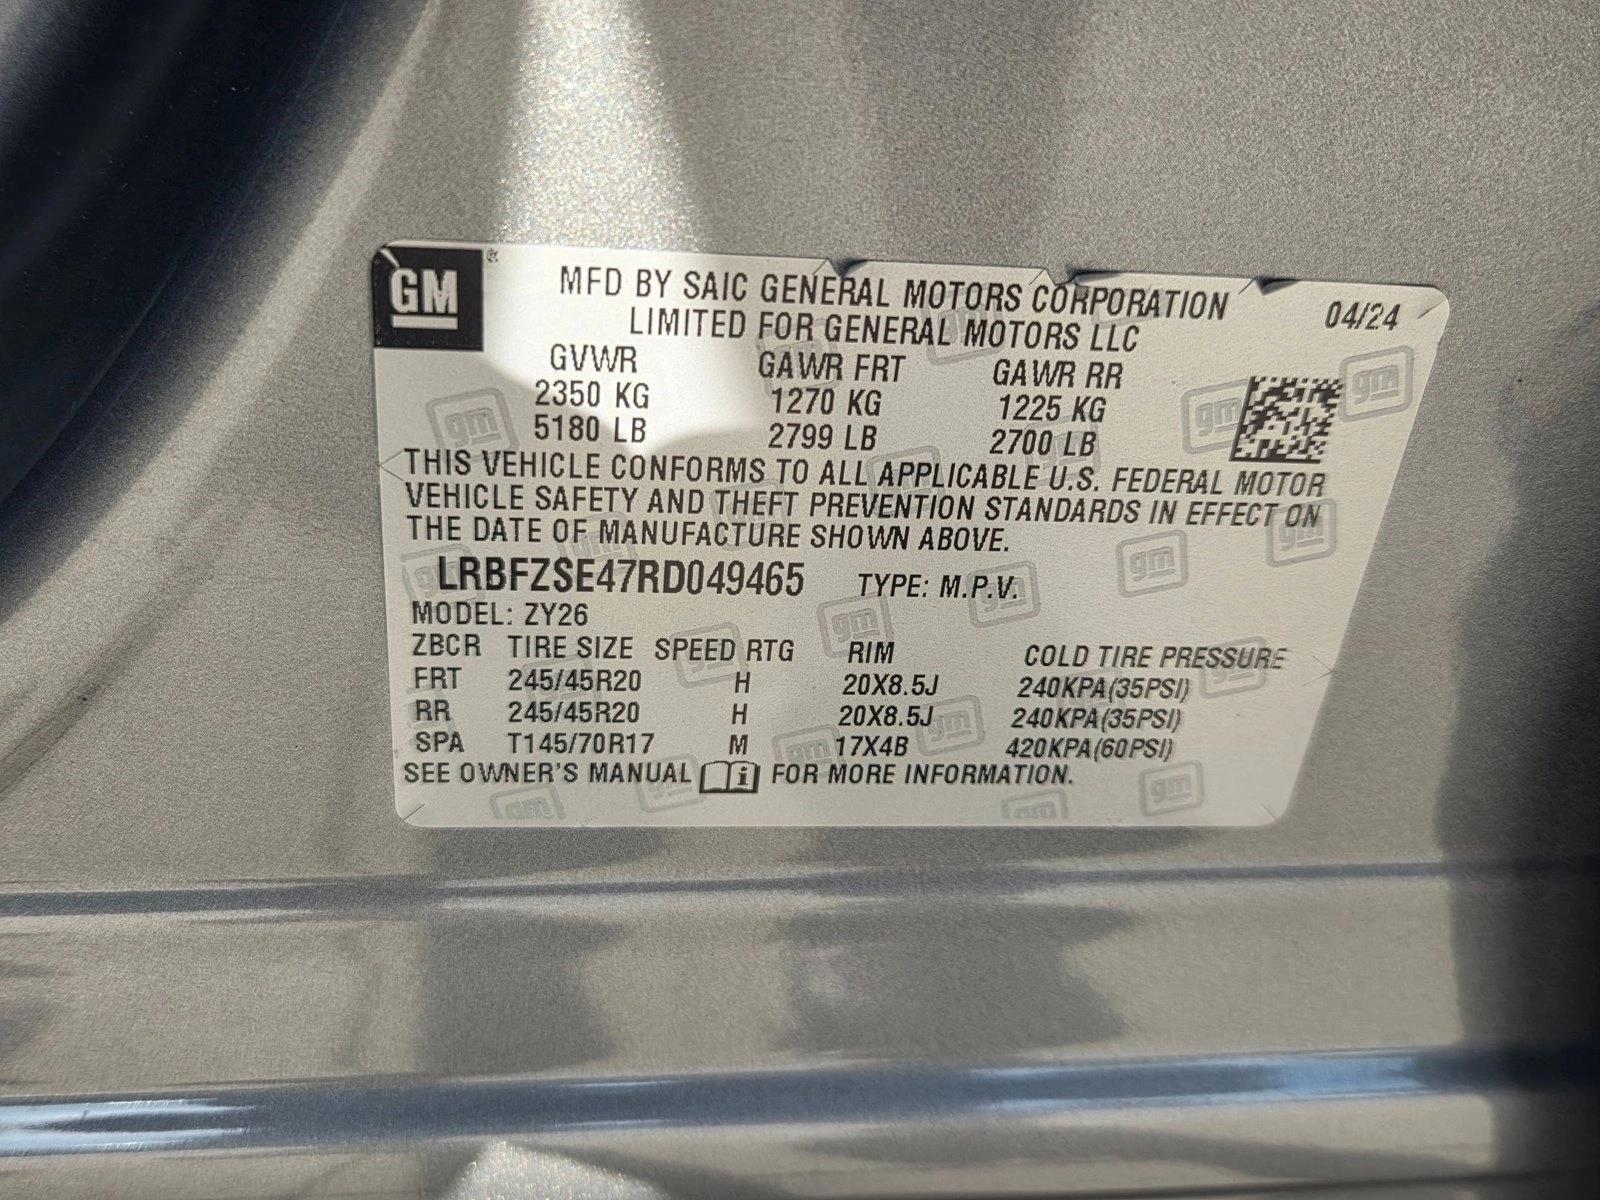 GM®
MFD BY SAIC GENERAL MOTORS CORPORATION
LIMITED FOR GENERAL MOTORS LLC
04/24
GVWR GAWR FRT GAWR RR
2350 KG 1270 KG 1225 KG
5180 LB 2799 LB 2700 LB
THIS VEHICLE CONFORMS TO ALL APPLICABLE U.S. FEDERAL MOTOR
VEHICLE SAFETY AND THEFT PREVENTION STANDARDS IN EFFECT ON
THE DATE OF MANUFACTURE SHOWN ABOVE.
LRBFZSE47RD049465 TYPE: M.P.V.
MODEL: ZY26
ZBCR TIRE SIZE SPEED RTG RIM COLD TIRE PRESSURE
FRT 245/45R20 H 20X8.5J 240KPA(35PSI)
RR 245/45R20 H 20X8.5J 240KPA(35PSI)
SPA T145/70R17 M 17X4B 420KPA(60PSI)
SEE OWNER'S MANUAL i FOR MORE INFORMATION.